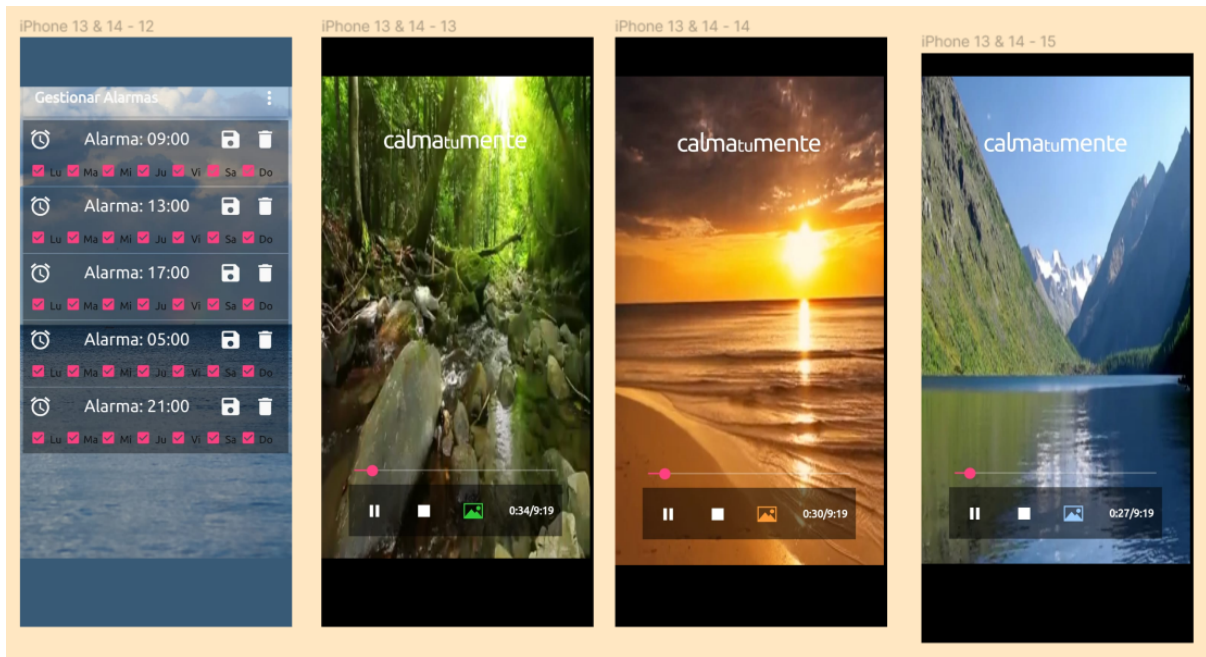 iPhone 13 & 14 - 12
Gestionar Alarmas
Alarma: 09:00
Lu Ma Mi Ju Vi Sa Do
Alarma: 13:00
Lu Ma Mi Ju Vi Sa Do
Alarma: 17:00
Lu Ma Mi Ju Vi Sa Do
Alarma: 05:00
Lu Ma Mi Ju Vi Sa Do
Alarma: 21:00
Lu Ma Mi Ju Vi Sa Do
iPhone 13 & 14 - 13
calmatumente
0:34/9:19
iPhone 13 & 14 - 14
calmatumente
0:30/9:19
iPhone 13 & 14 - 15
calmatumente
0:27/9:19